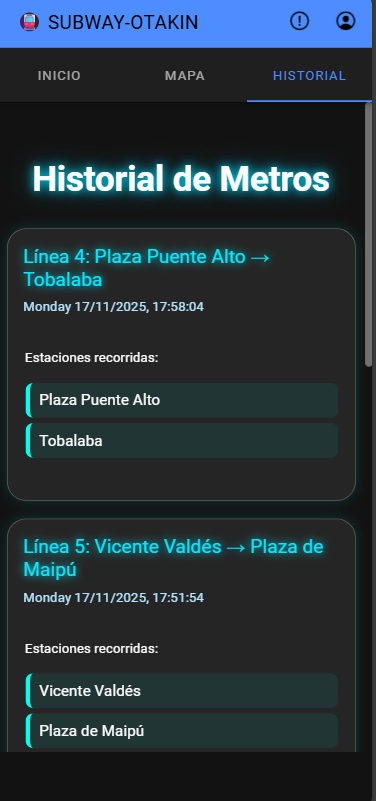 SUBWAY-OTAKIN
INICIO
MAPA
HISTORIAL
Historial de Metros
Línea 4: Plaza Puente Alto →
Tobalaba
Monday 17/11/2025, 17:58:04
Estaciones recorridas:
Plaza Puente Alto
Tobalaba
Línea 5: Vicente Valdés → Plaza de
Maipú
Monday 17/11/2025, 17:51:54
Estaciones recorridas:
Vicente Valdés
Plaza de Maipú